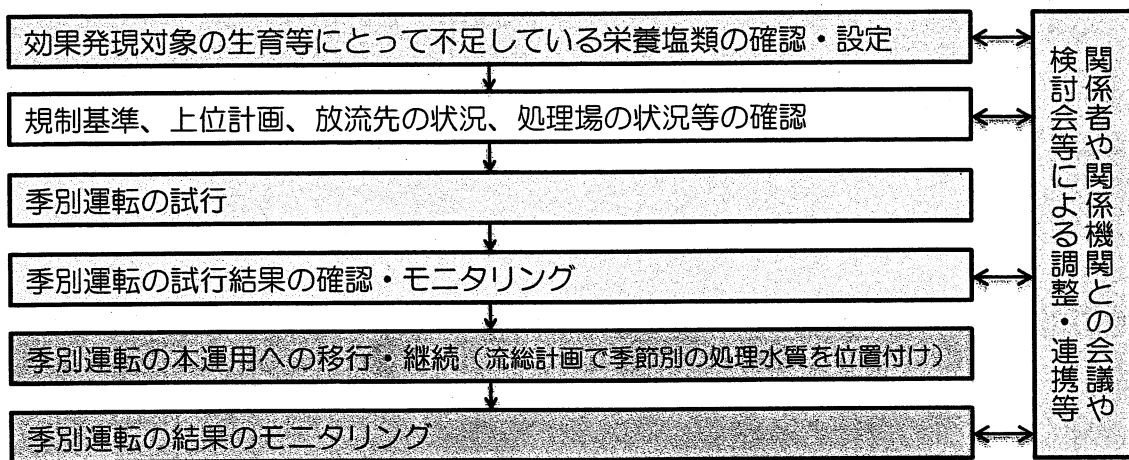 効果発現対象の生育等にとって不足している栄養塩類の確認・設定
規制基準、上位計画、放流先の状況、処理場の状況等の確認
季別運転の試行
季別運転の試行結果の確認・モニタリング
季別運転の本運用への移行・継続（流総計画で季節別の処理水質を位置付け）
季別運転の結果のモニタリング
関係者や関係機関との会議や
検討会等による調整・連携等